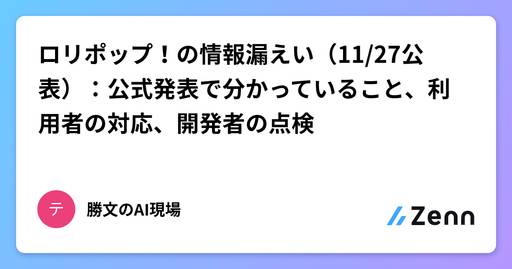 ロリポップ！の情報漏えい（11/27公
表）：公式発表で分かっていること、利
用者の対応、開発者の点検
テ
勝文のAI現場
Zenn